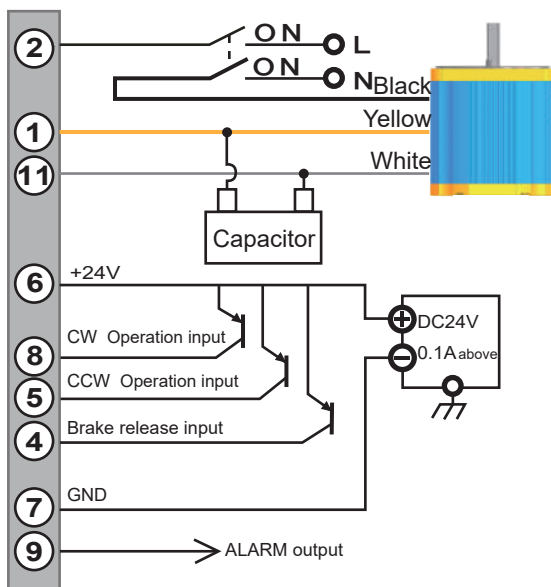 2 ON L
ON N
Black
1 Yellow
11 White
Capacitor
6 +24V
DC24V
8 CW Operation input
0.1A above
5 CCW Operation input
4 Brake release input
7 GND
9 ALARM output